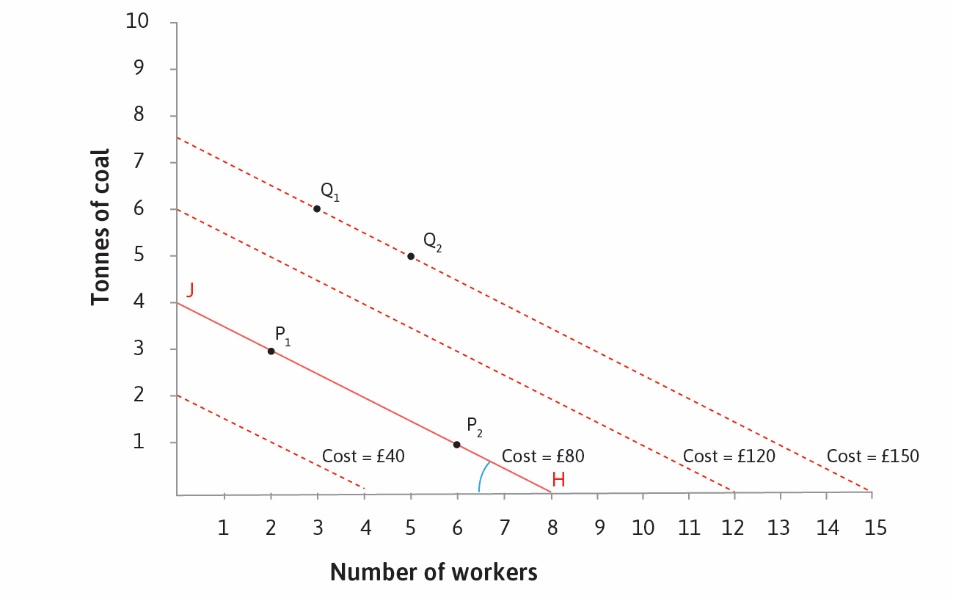 10
9
8
7
Q1
6
Q2
5
J
4
P1
3
2
P2
1
Cost = £40
Cost = £80
Cost = £120
Cost = £150
H
Tonnes of coal
1 2 3 4 5 6 7 8 9 10 11 12 13 14 15
Number of workers